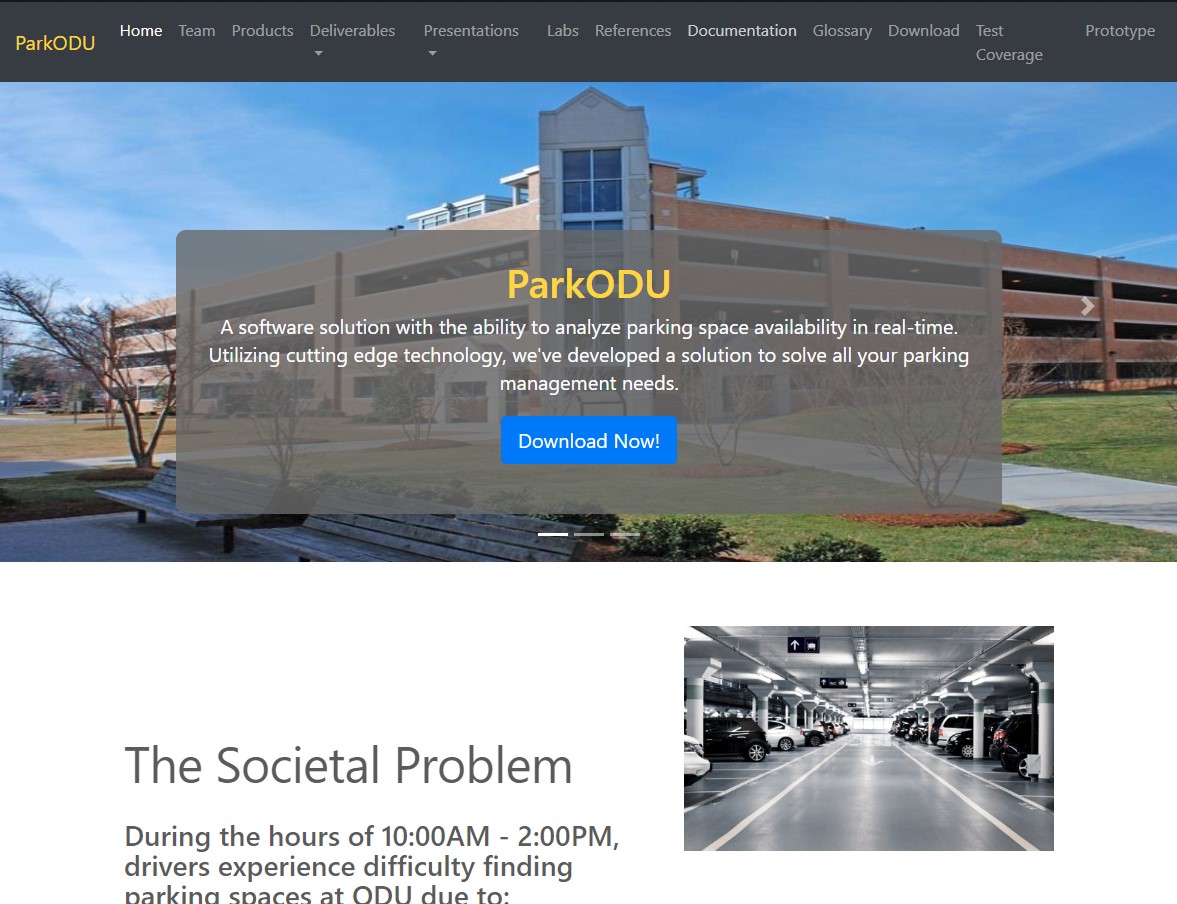 ParkODU
Home Team Products Deliverables Presentations Labs References Documentation Glossary Download Test Coverage Prototype
ParkODU
A software solution with the ability to analyze parking space availability in real-time.
Utilizing cutting edge technology, we've developed a solution to solve all your parking
management needs.
Download Now!
The Societal Problem
During the hours of 10:00AM - 2:00PM,
drivers experience difficulty finding
parking spaces at ODU due to: